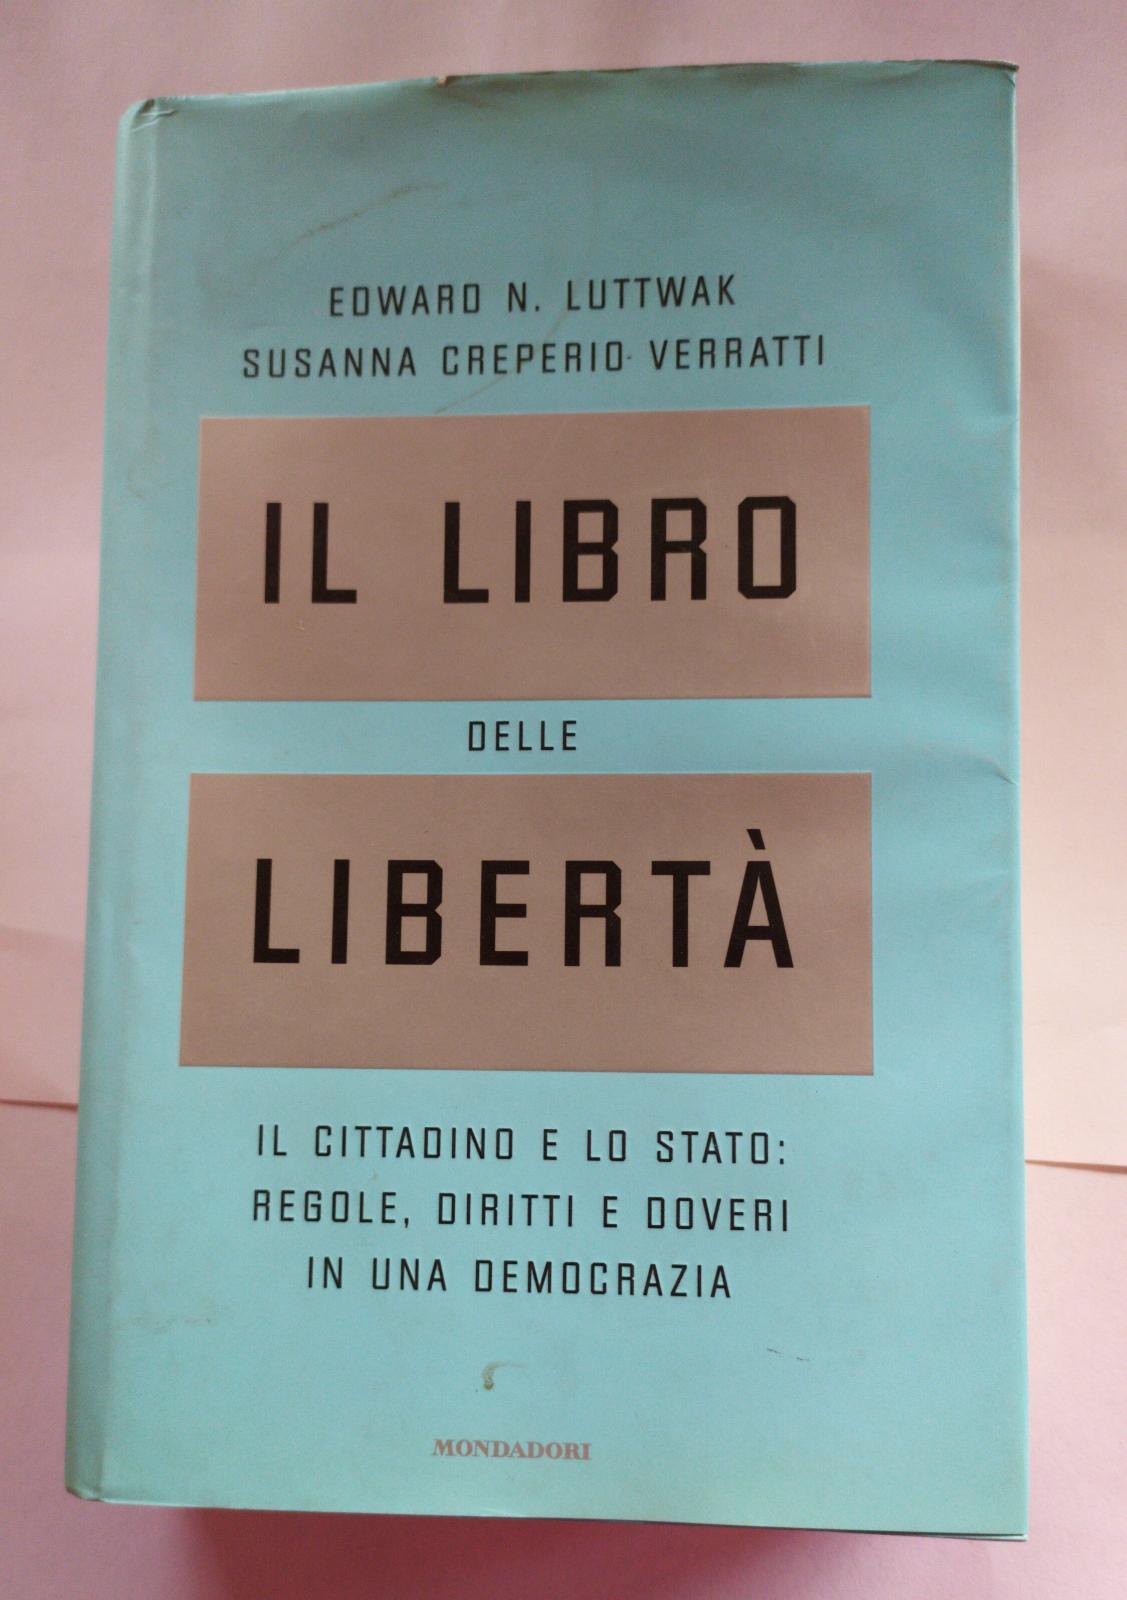 EDWARD N. LUTTWAK
SUSANNA CREPERIO VERRATTI
IL LIBRO
DELLE
LIBERTÀ
IL CITTADINO E LO STATO:
REGOLE, DIRITTI E DOVERI
IN UNA DEMOCRAZIA
MONDADORI